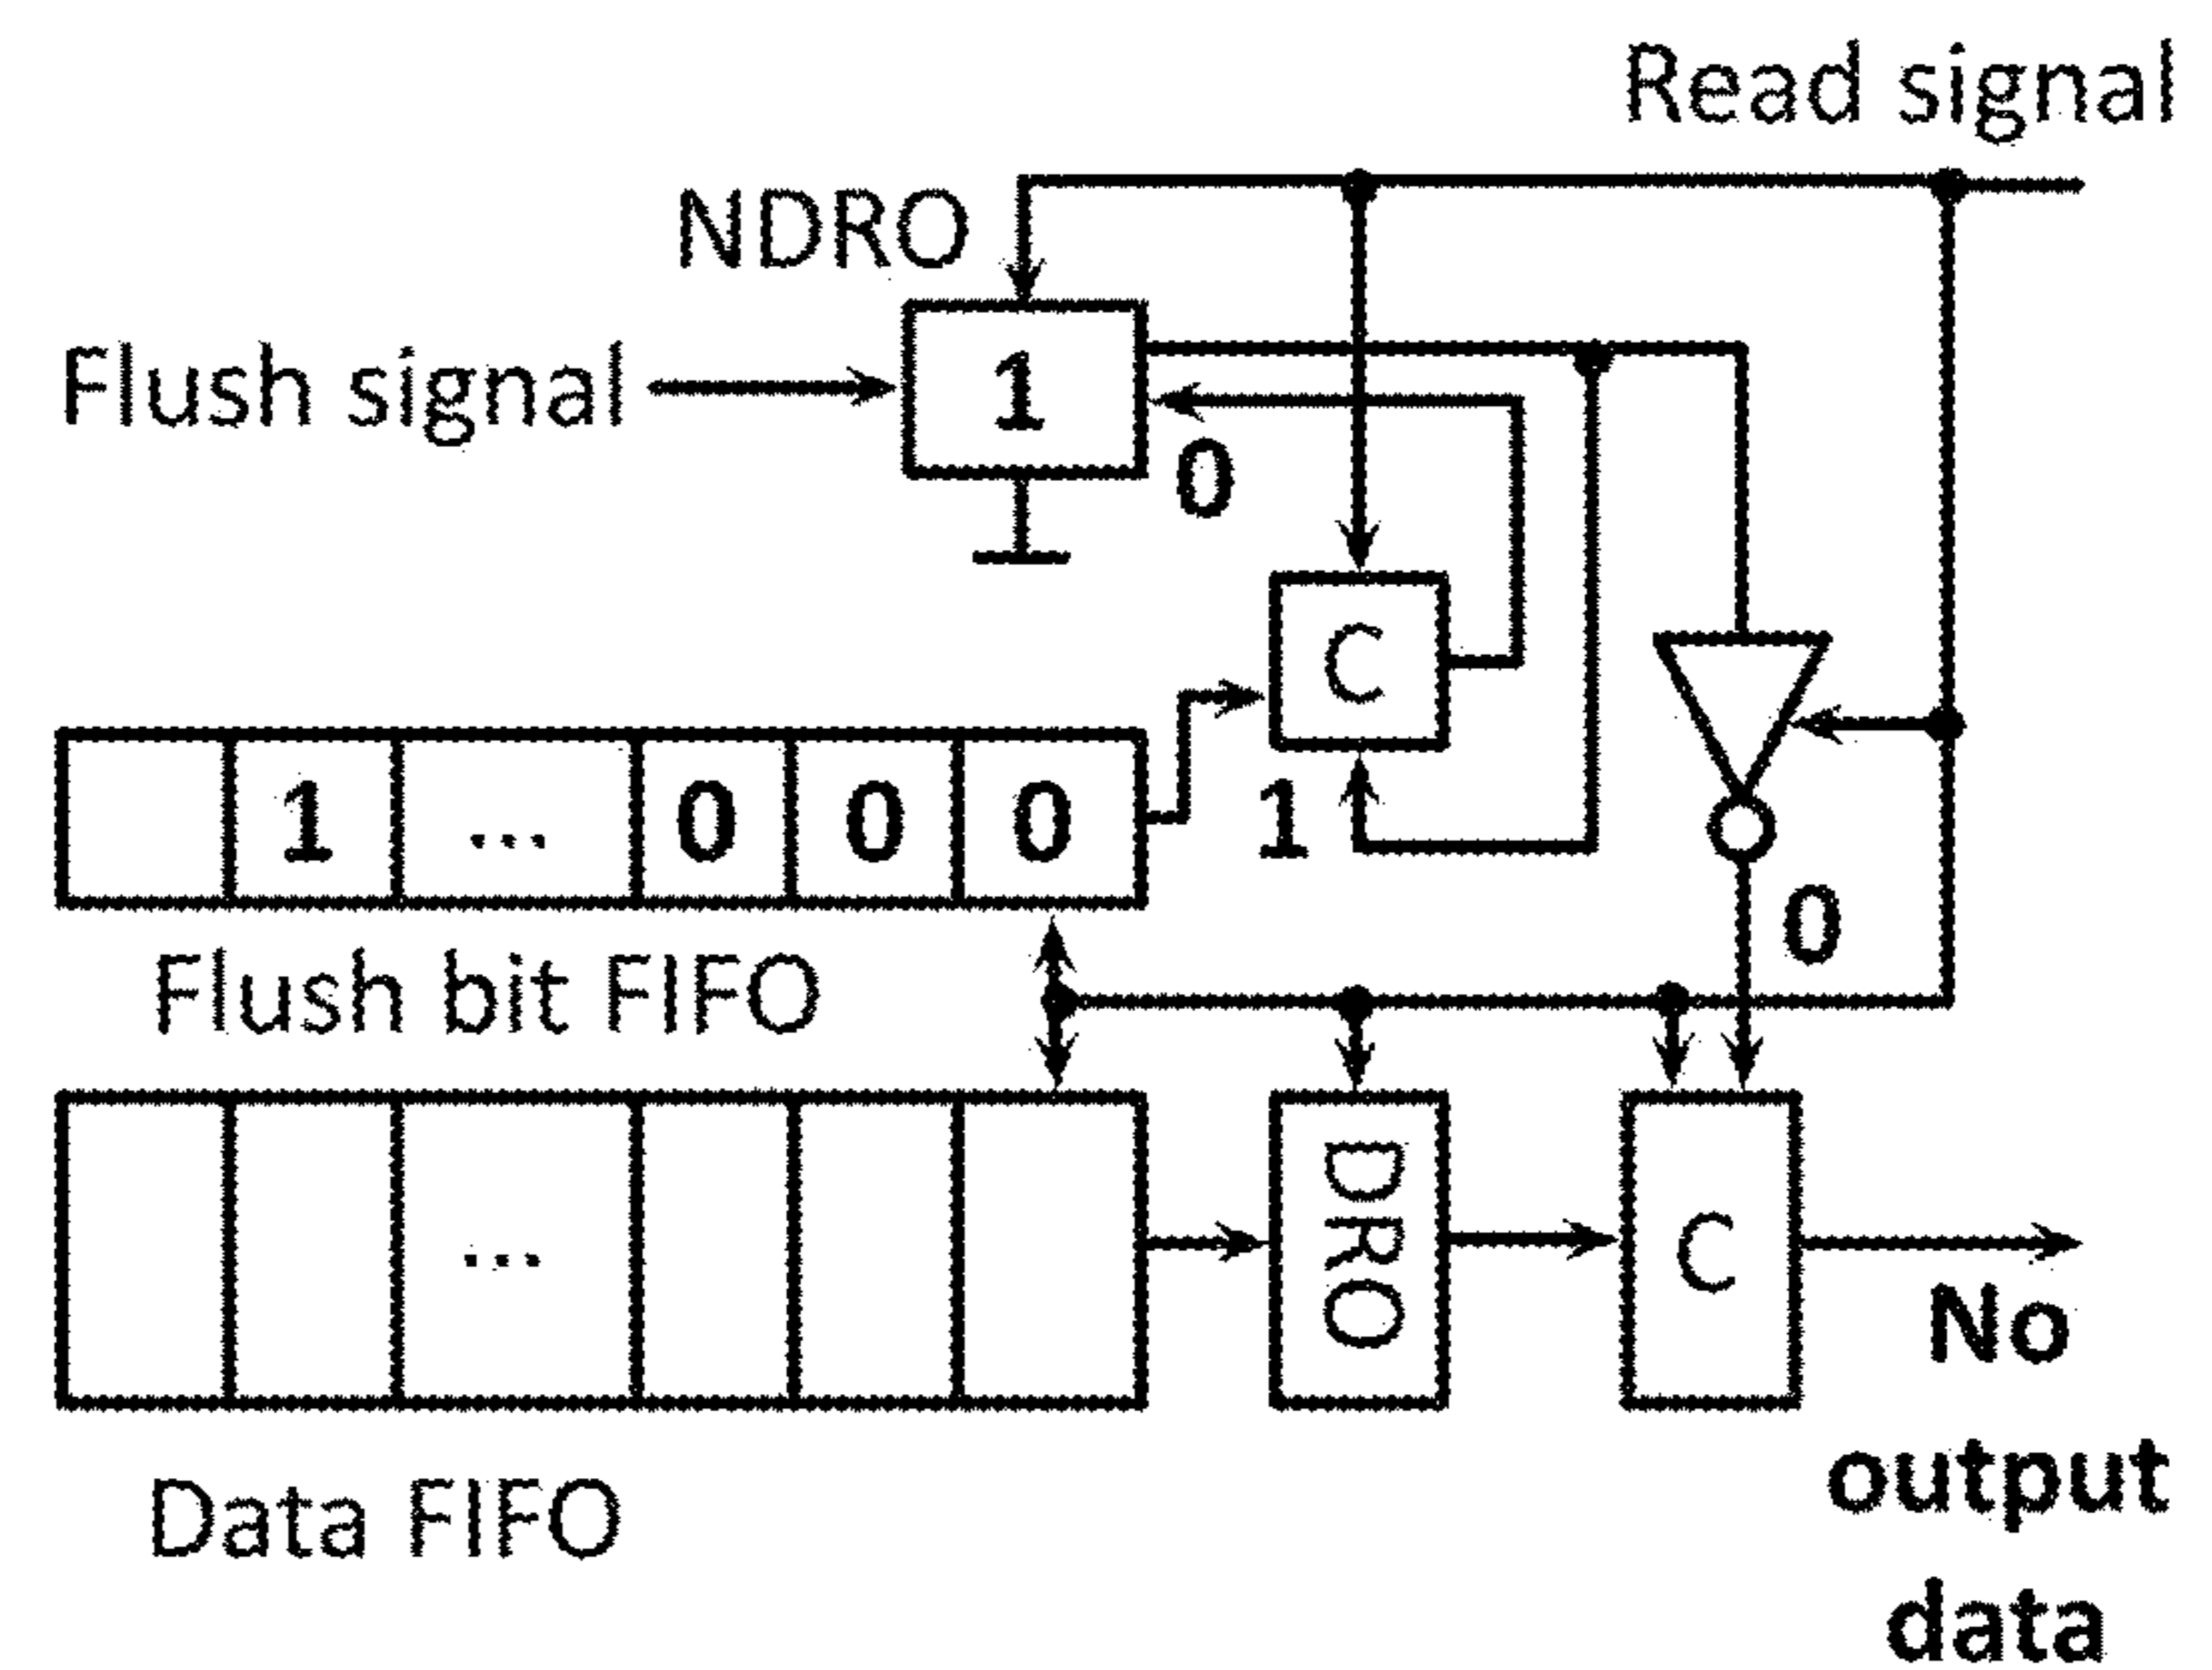 Read signal
NDRO
Flush signal
1
0
C
1 ... 0 0 0
1
0
Flush bit FIFO
...
DRO
C
No
output
data
Data FIFO